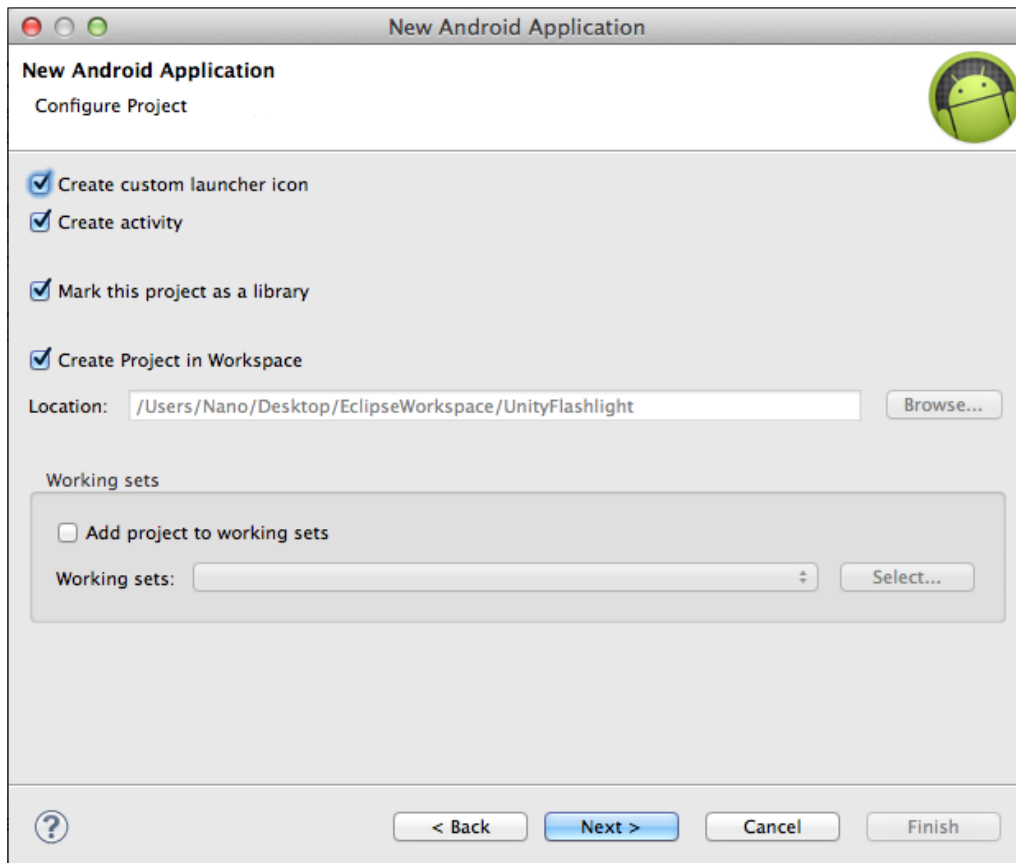 New Android Application
New Android Application
Configure Project
Create custom launcher icon
Create activity
Mark this project as a library
Create Project in Workspace
Location: /Users/Nano/Desktop/EclipseWorkspace/UnityFlashlight Browse...
Working sets
Add project to working sets
Working sets: Select...
? < Back Next > Cancel Finish